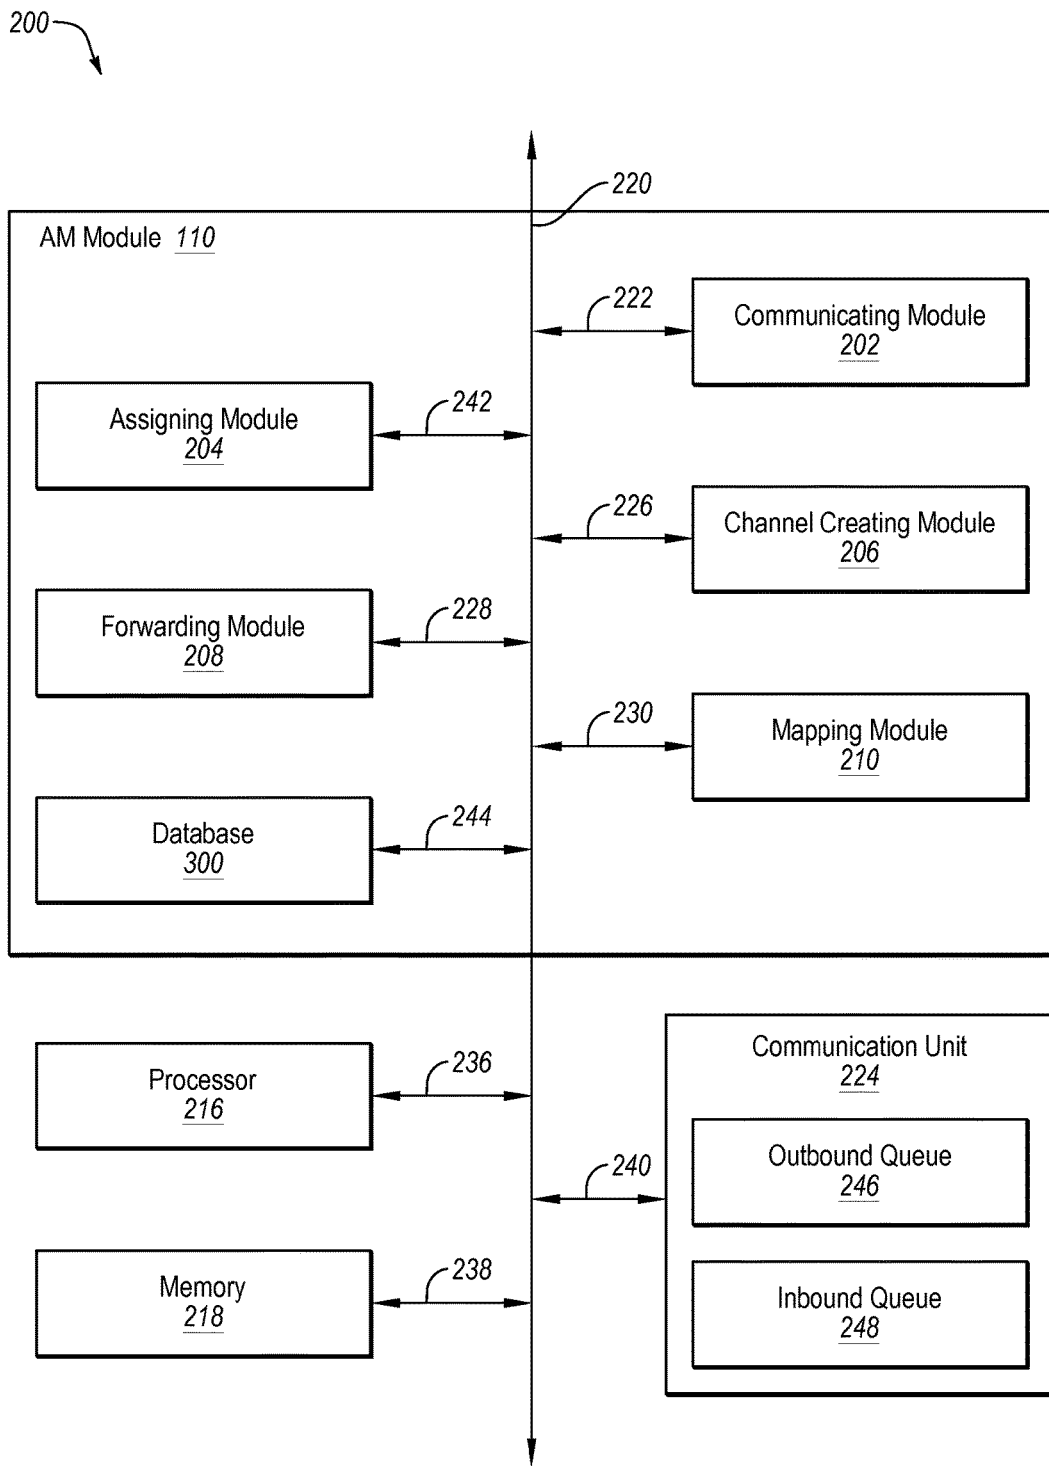 200
220
AM Module 110
222
Communicating Module
202
Assigning Module
204
242
226
Channel Creating Module
206
Forwarding Module
208
228
230
Mapping Module
210
Database
300
244
Processor
216
236
Communication Unit
224
240
Outbound Queue
246
Memory
218
238
Inbound Queue
248